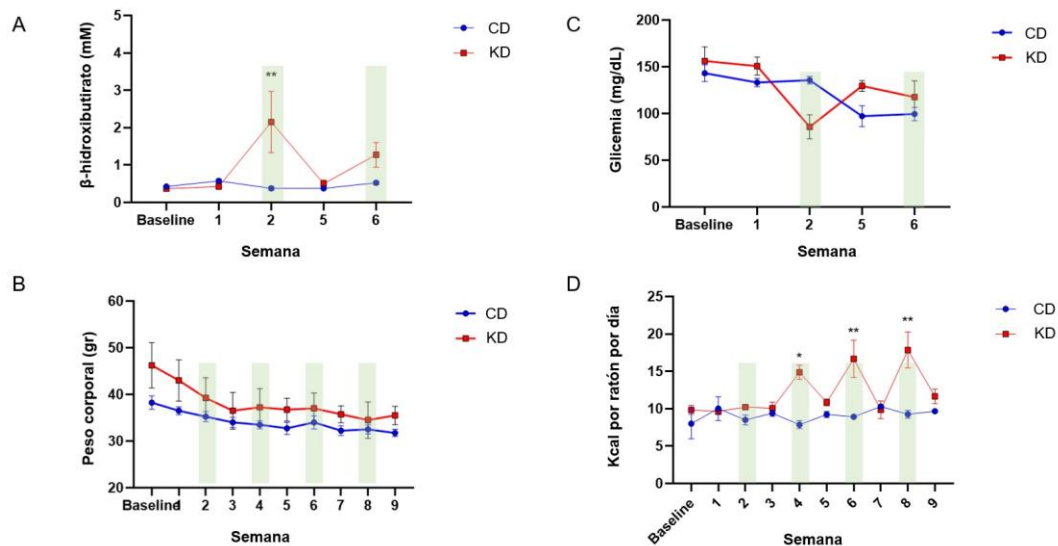 A
β-hidroxibutirato (mM)
5
4
3
2
1
0
**
CD
KD
Baseline 1 2 5 6
Semana
C
Glicemia (mg/dL)
200
150
100
50
0
CD
KD
Baseline 1 2 5 6
Semana
B
Peso corporal (gr)
60
50
40
30
20
CD
KD
Baseline 1 2 3 4 5 6 7 8 9
Semana
D
Kcal por ratón por día
25
20
15
10
5
0
*
**
**
CD
KD
Baseline 1 2 3 4 5 6 7 8 9
Semana